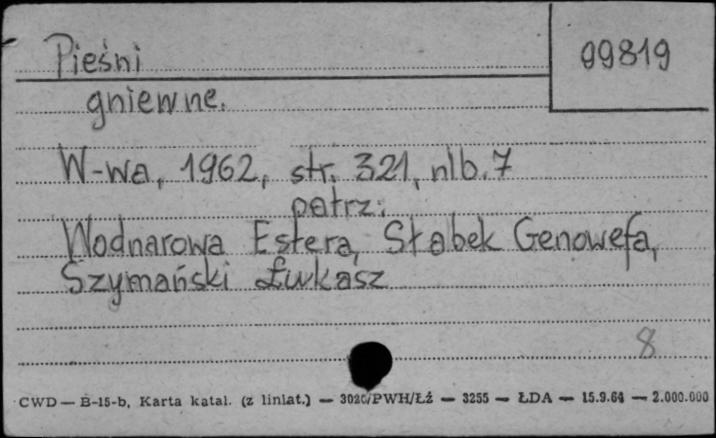 Pieśni
99819
gniewne.
W-wa, 1962, str. 321, nlb. 7
patrz:
Wodnarowa Estera, Słabek Genowefa,
Szymański Łukasz
8
CWD — B-15-b, Karta katal. (z liniat.) — 3020/PWH/Łź — 3255 — ŁDA — 15.9.64 — 2.000.000